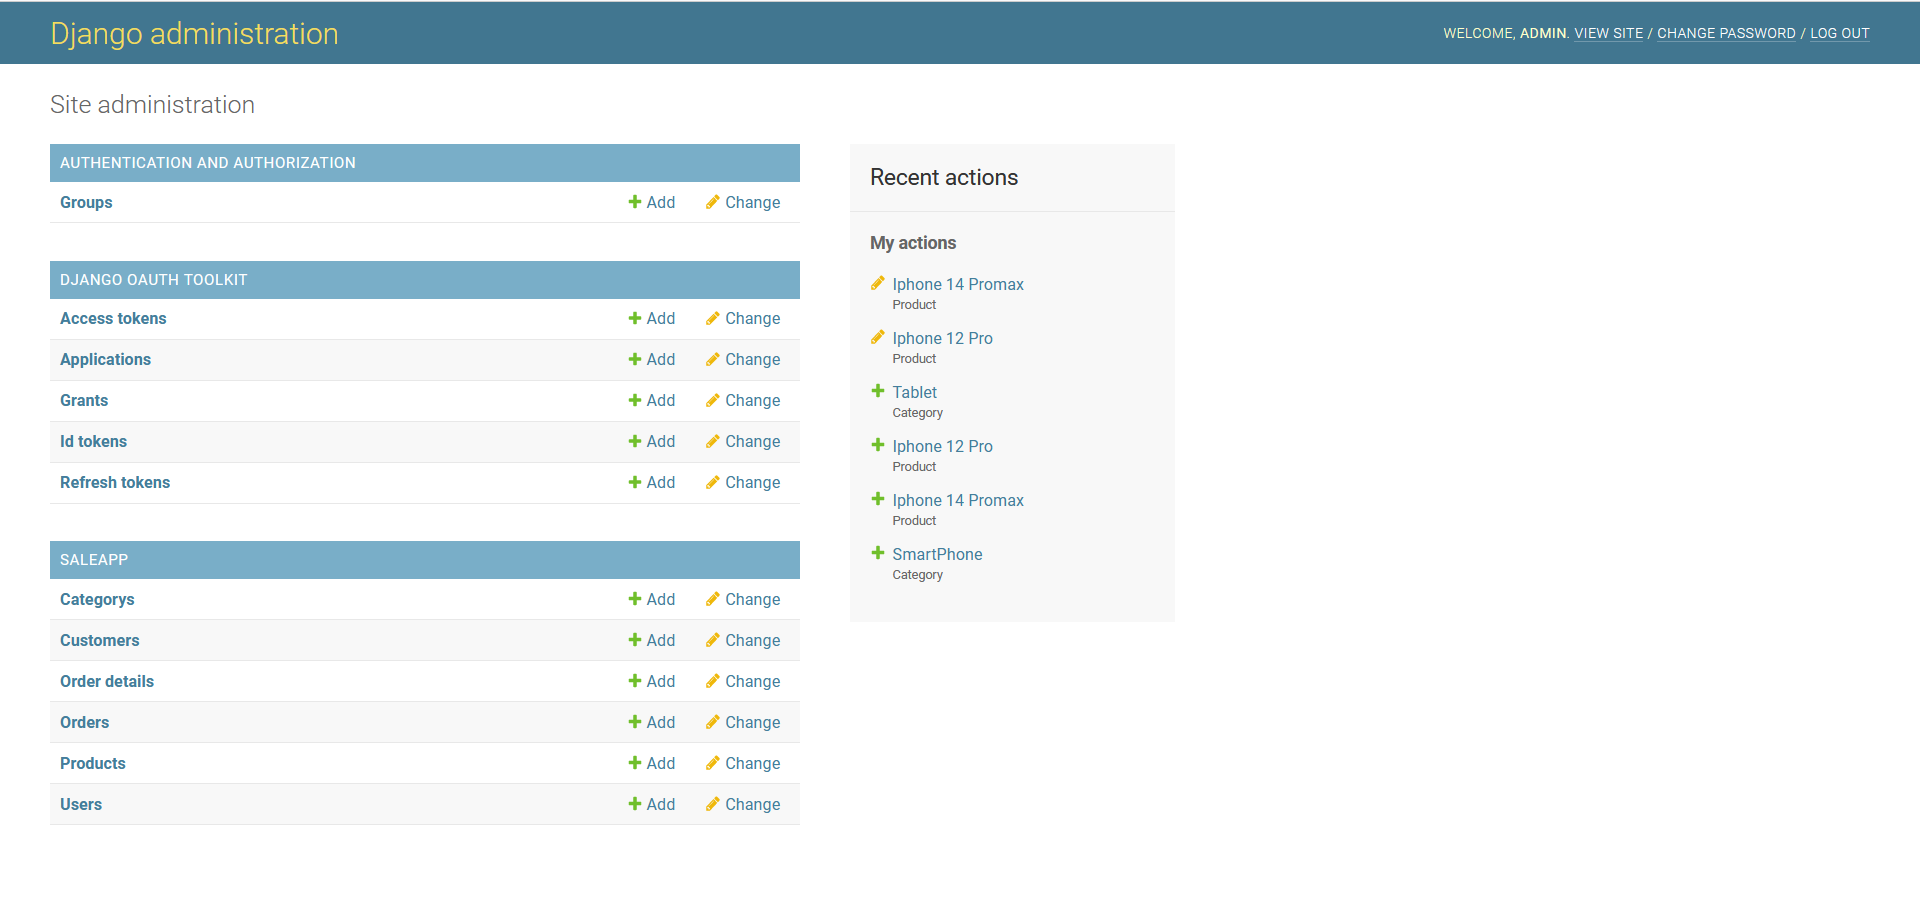 Django administration
WELCOME, ADMIN. VIEW SITE / CHANGE PASSWORD / LOG OUT
Site administration
AUTHENTICATION AND AUTHORIZATION
Groups Add Change
DJANGO OAUTH TOOLKIT
Access tokens Add Change
Applications Add Change
Grants Add Change
Id tokens Add Change
Refresh tokens Add Change
SALEAPP
Categorys Add Change
Customers Add Change
Order details Add Change
Orders Add Change
Products Add Change
Users Add Change
Recent actions
My actions
Iphone 14 Promax
Product
Iphone 12 Pro
Product
Tablet
Category
Iphone 12 Pro
Product
Iphone 14 Promax
Product
SmartPhone
Category